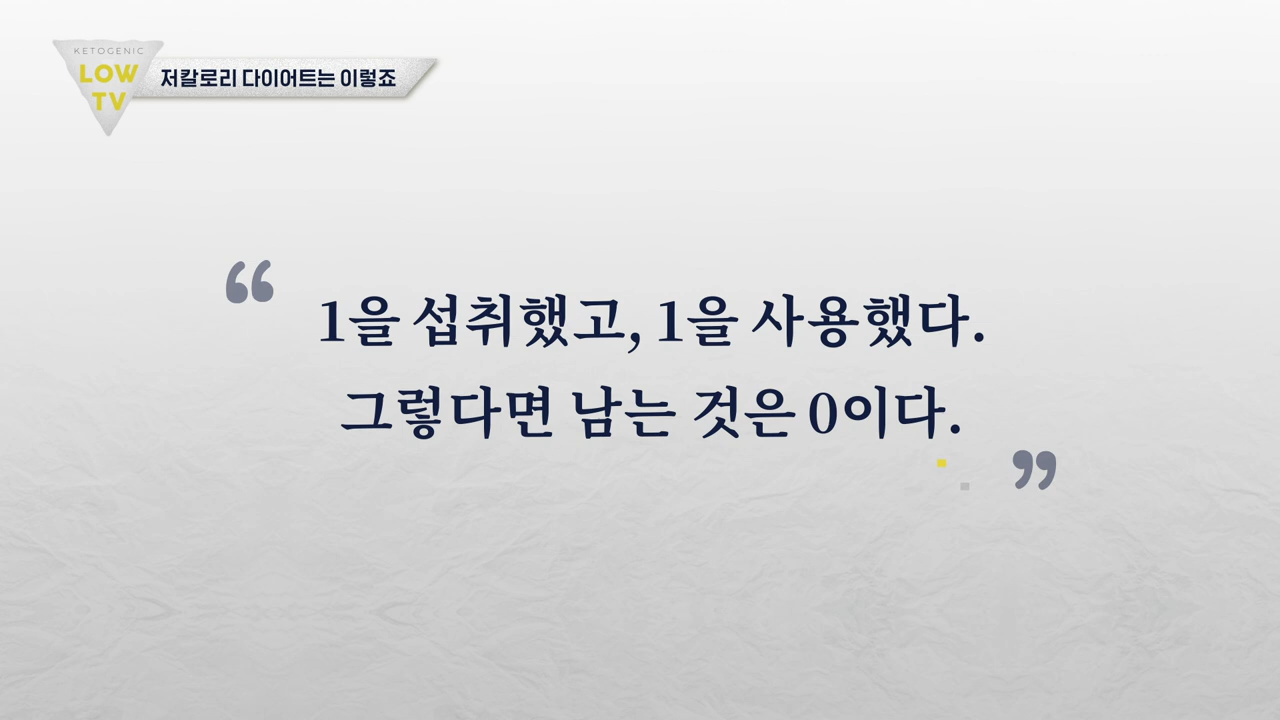 KETOGENIC
LOW
TV
저칼로리 다이어트는 이렇죠
“ 1을 섭취했고, 1을 사용했다.
그렇다면 남는 것은 0이다. ”